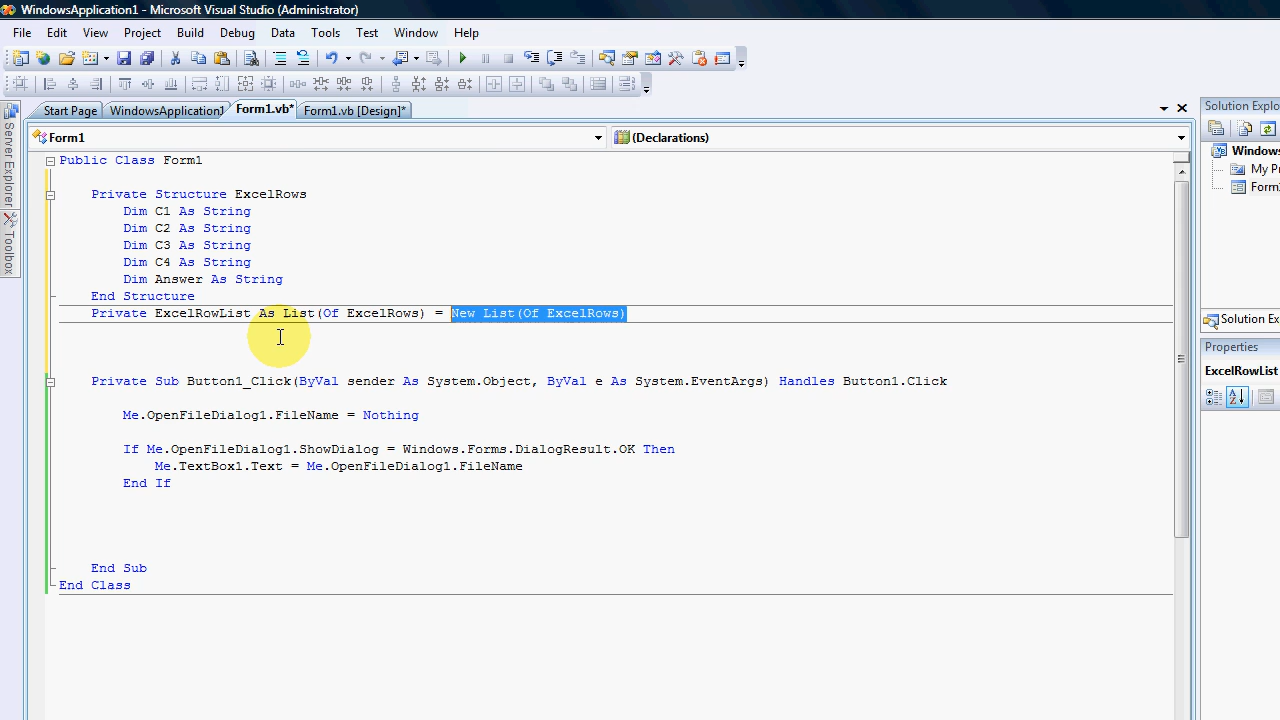 WindowsApplication1 - Microsoft Visual Studio (Administrator)
File Edit View Project Build Debug Data Tools Test Window Help
Start Page WindowsApplication1 Form1.vb* Form1.vb [Design]*
Solution Explo
Server Explorer
Toolbox
Form1 (Declarations)
Windows
My P
Form
Public Class Form1
Private Structure ExcelRows
Dim C1 As String
Dim C2 As String
Dim C3 As String
Dim C4 As String
Dim Answer As String
End Structure
Private ExcelRowList As List(Of ExcelRows) = New List(Of ExcelRows)
Solution Ex
Properties
ExcelRowList
Private Sub Button1_Click(ByVal sender As System.Object, ByVal e As System.EventArgs) Handles Button1.Click
Me.OpenFileDialog1.FileName = Nothing
If Me.OpenFileDialog1.ShowDialog = Windows.Forms.DialogResult.OK Then
Me.TextBox1.Text = Me.OpenFileDialog1.FileName
End If
End Sub
End Class